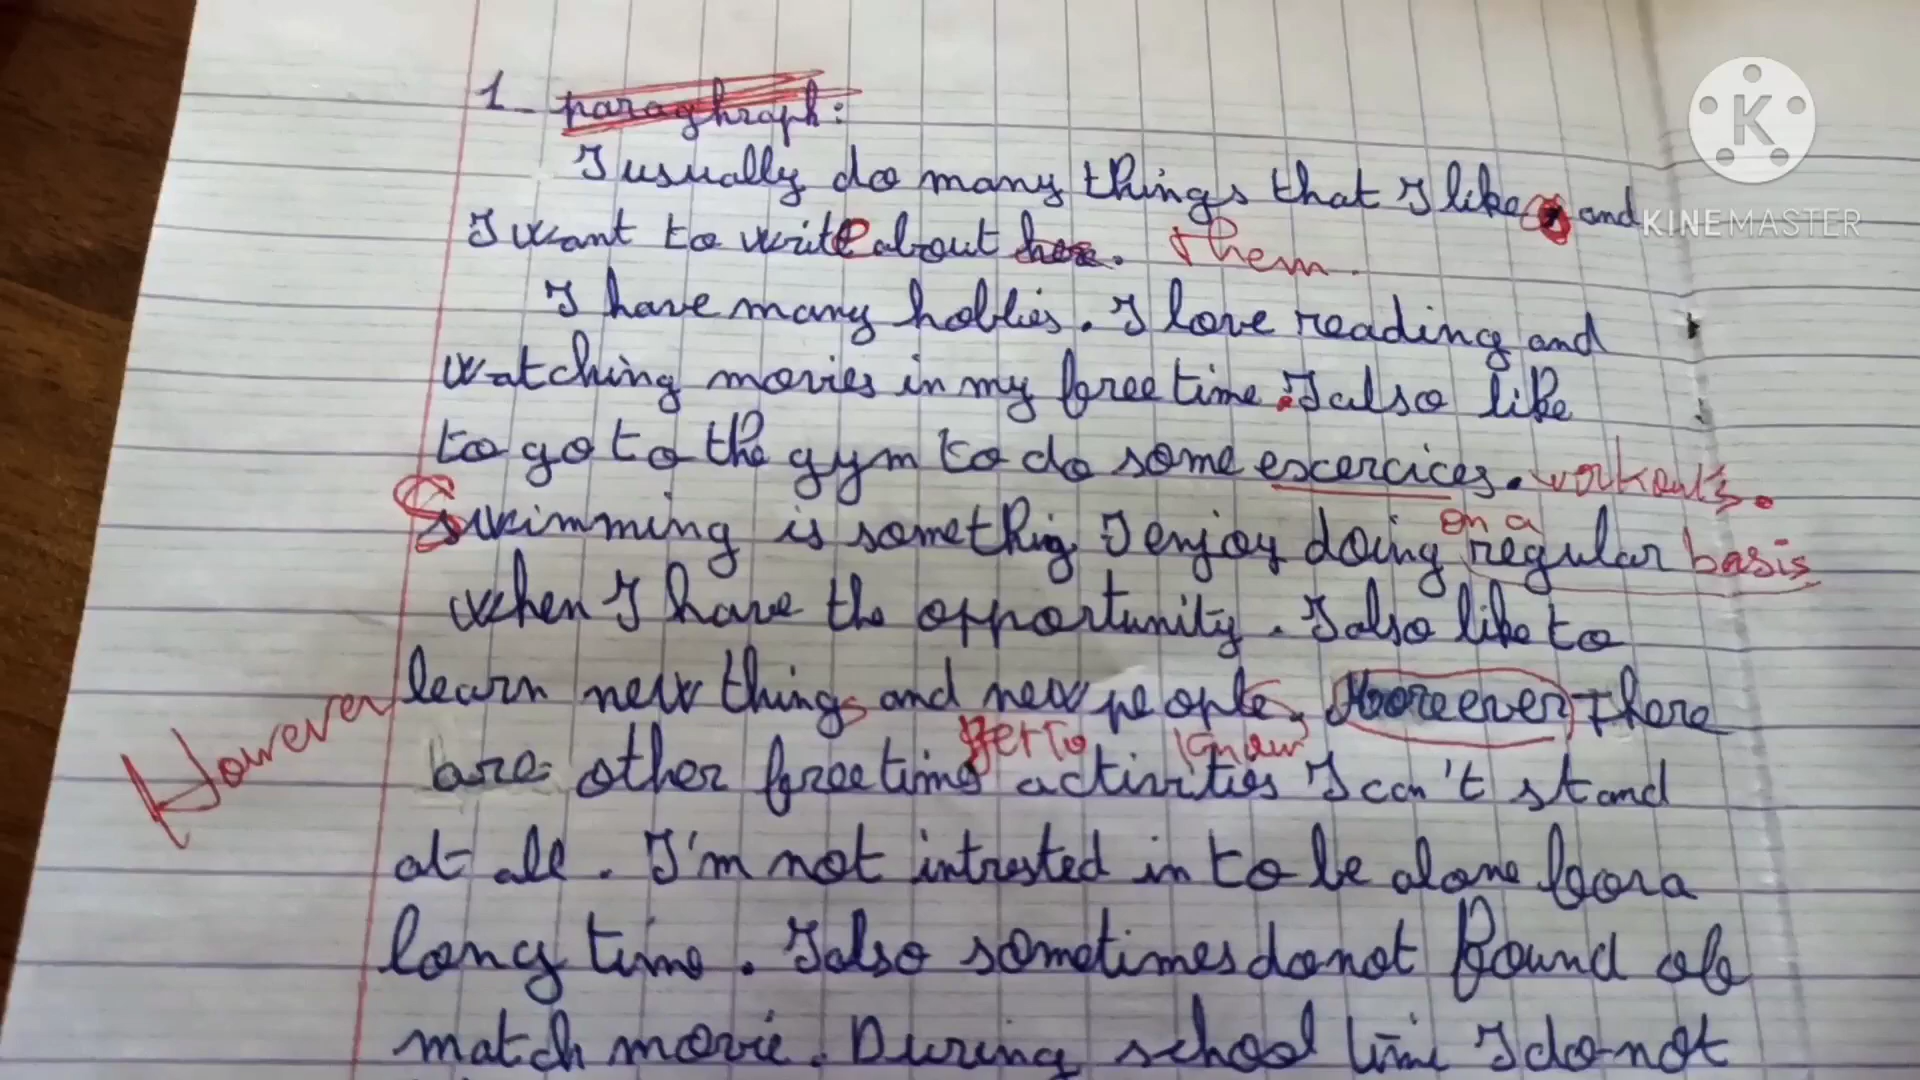 1- paraghraph:
I usually do many things that I like and
I want to write about her. them.
KINEMASTER
I have many hobbies. I love reading and
watching movies in my free time. I also like
to go to the gym to do some escercices. workouts.
Swimming is something I enjoy doing on a regular basis
when I have the opportunity. I also like to
However
learn new things and new people, Moreever There
get to know
are other free time activities I can't stand
at all. I'm not intrested in to be alone for a
long time. I also sometimes do not found of
match movie. During school time I do not